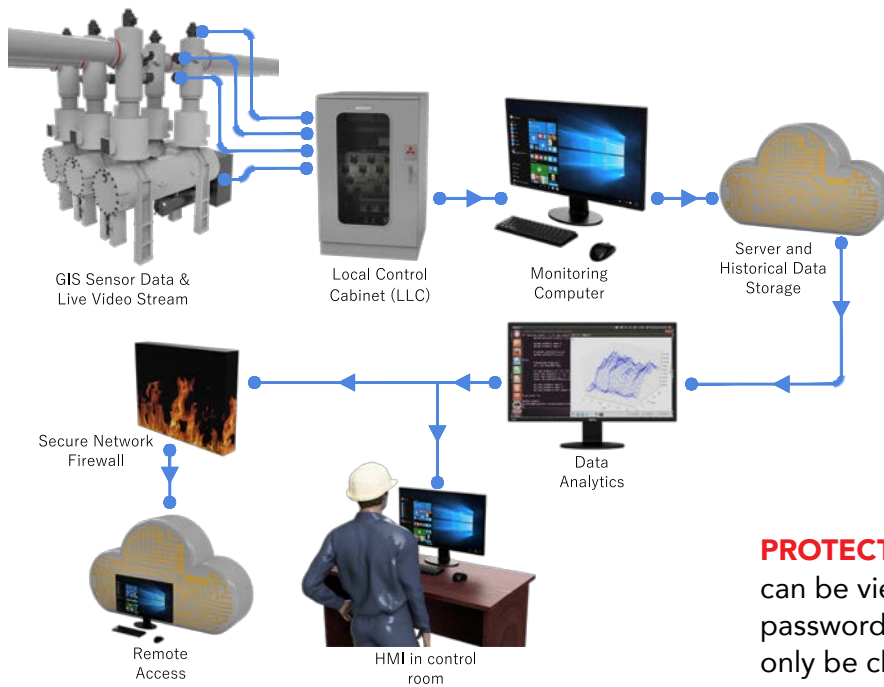 GIS Sensor Data &
Live Video Stream
Local Control
Cabinet (LLC)
Monitoring
Computer
Server and
Historical Data
Storage
Secure Network
Firewall
Data
Analytics
Remote
Access
HMI in control
room
PROTECT
can be vie
password
only be cl